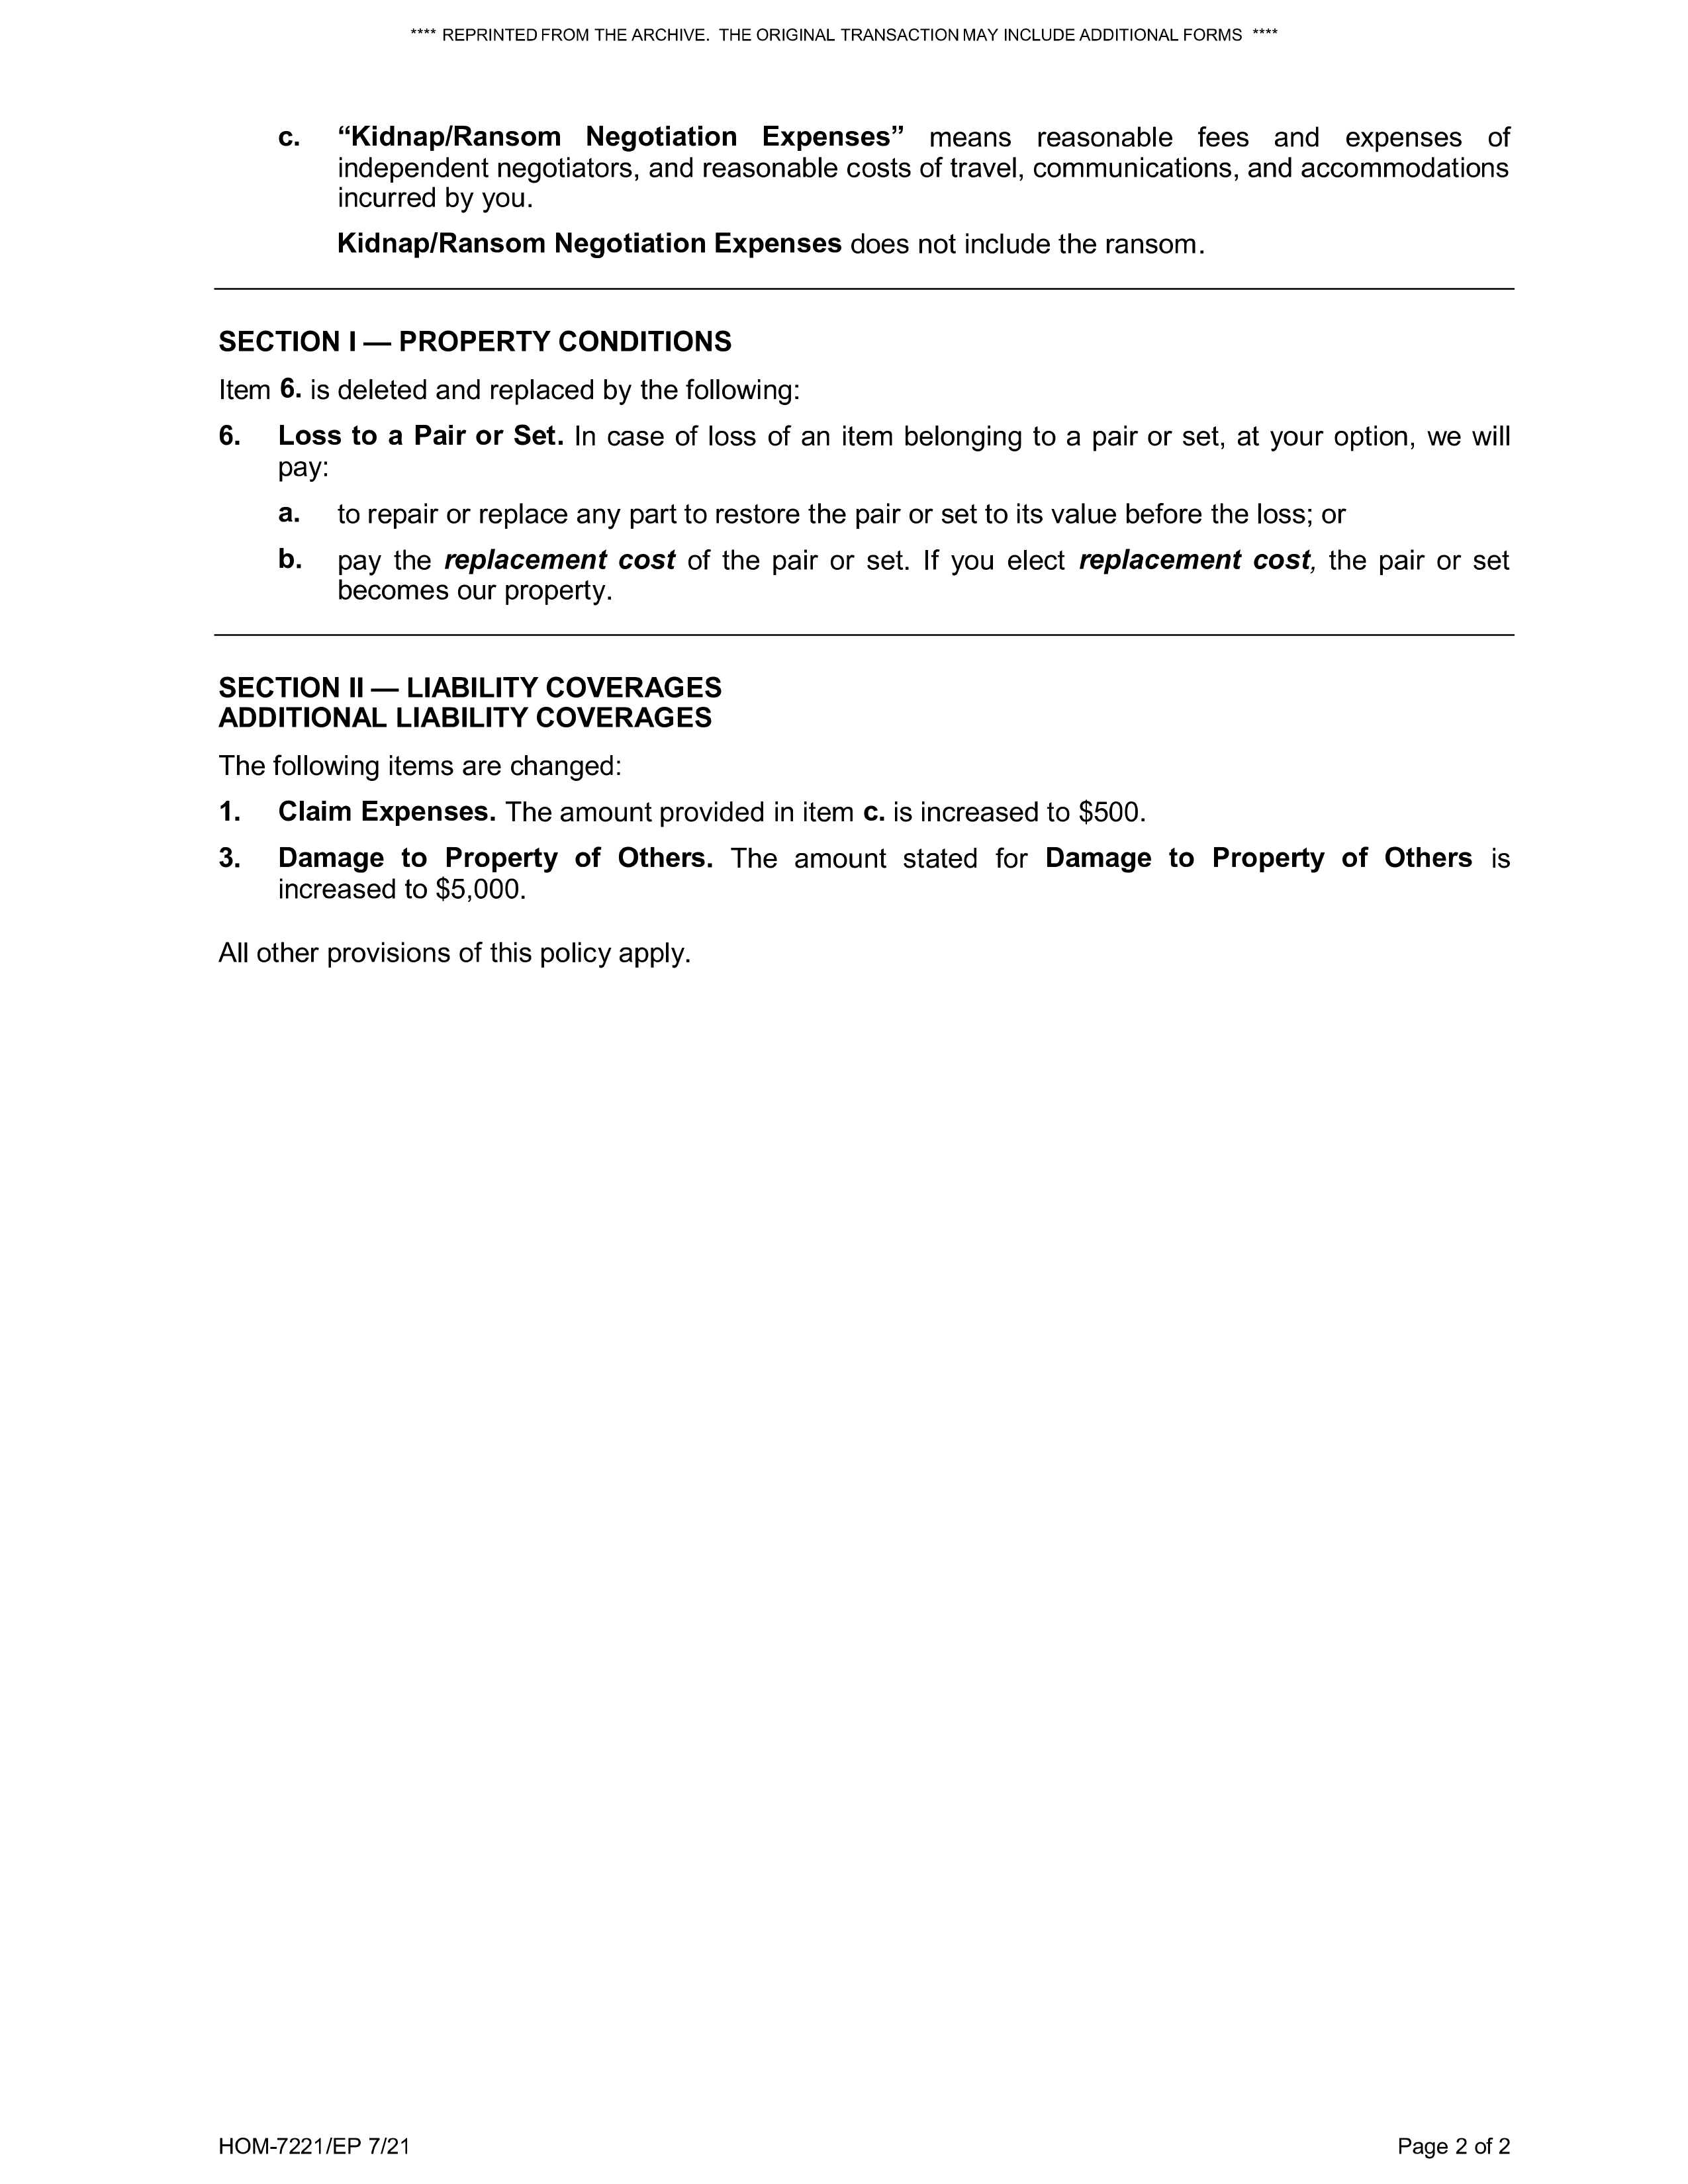 **** REPRINTED FROM THE ARCHIVE. THE ORIGINAL TRANSACTION MAY INCLUDE ADDITIONAL FORMS ****
c. “Kidnap/Ransom Negotiation Expenses” means reasonable fees and expenses of
independent negotiators, and reasonable costs of travel, communications, and accommodations
incurred by you.
Kidnap/Ransom Negotiation Expenses does not include the ransom.
SECTION I — PROPERTY CONDITIONS
Item 6. is deleted and replaced by the following:
6. Loss to a Pair or Set. In case of loss of an item belonging to a pair or set, at your option, we will
pay:
a. to repair or replace any part to restore the pair or set to its value before the loss; or
b. pay the replacement cost of the pair or set. If you elect replacement cost, the pair or set
becomes our property.
SECTION II — LIABILITY COVERAGES
ADDITIONAL LIABILITY COVERAGES
The following items are changed:
1. Claim Expenses. The amount provided in item c. is increased to $500.
3. Damage to Property of Others. The amount stated for Damage to Property of Others is
increased to $5,000.
All other provisions of this policy apply.
HOM-7221/EP 7/21 Page 2 of 2